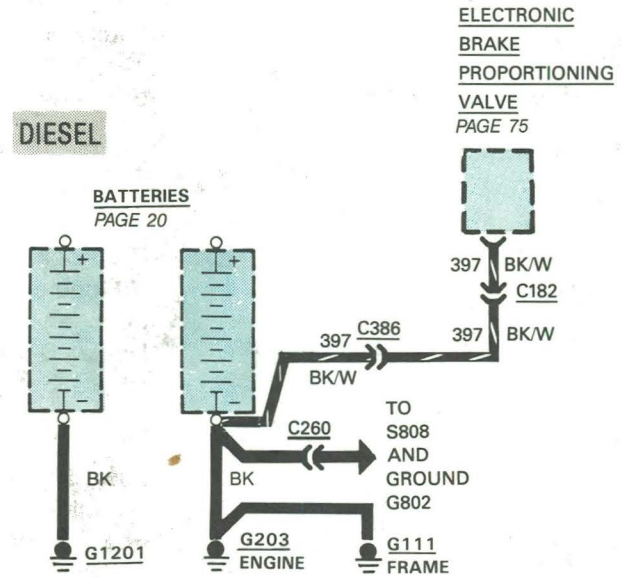 ELECTRONIC
BRAKE
PROPORTIONING
VALVE
PAGE 75
DIESEL
BATTERIES
PAGE 20
+
+
397 BK/W
C182
397 C386
397 BK/W
BK/W
-
-
TO
S808
AND
GROUND
G802
C260
BK
BK
G1201
G203
ENGINE
G111
FRAME